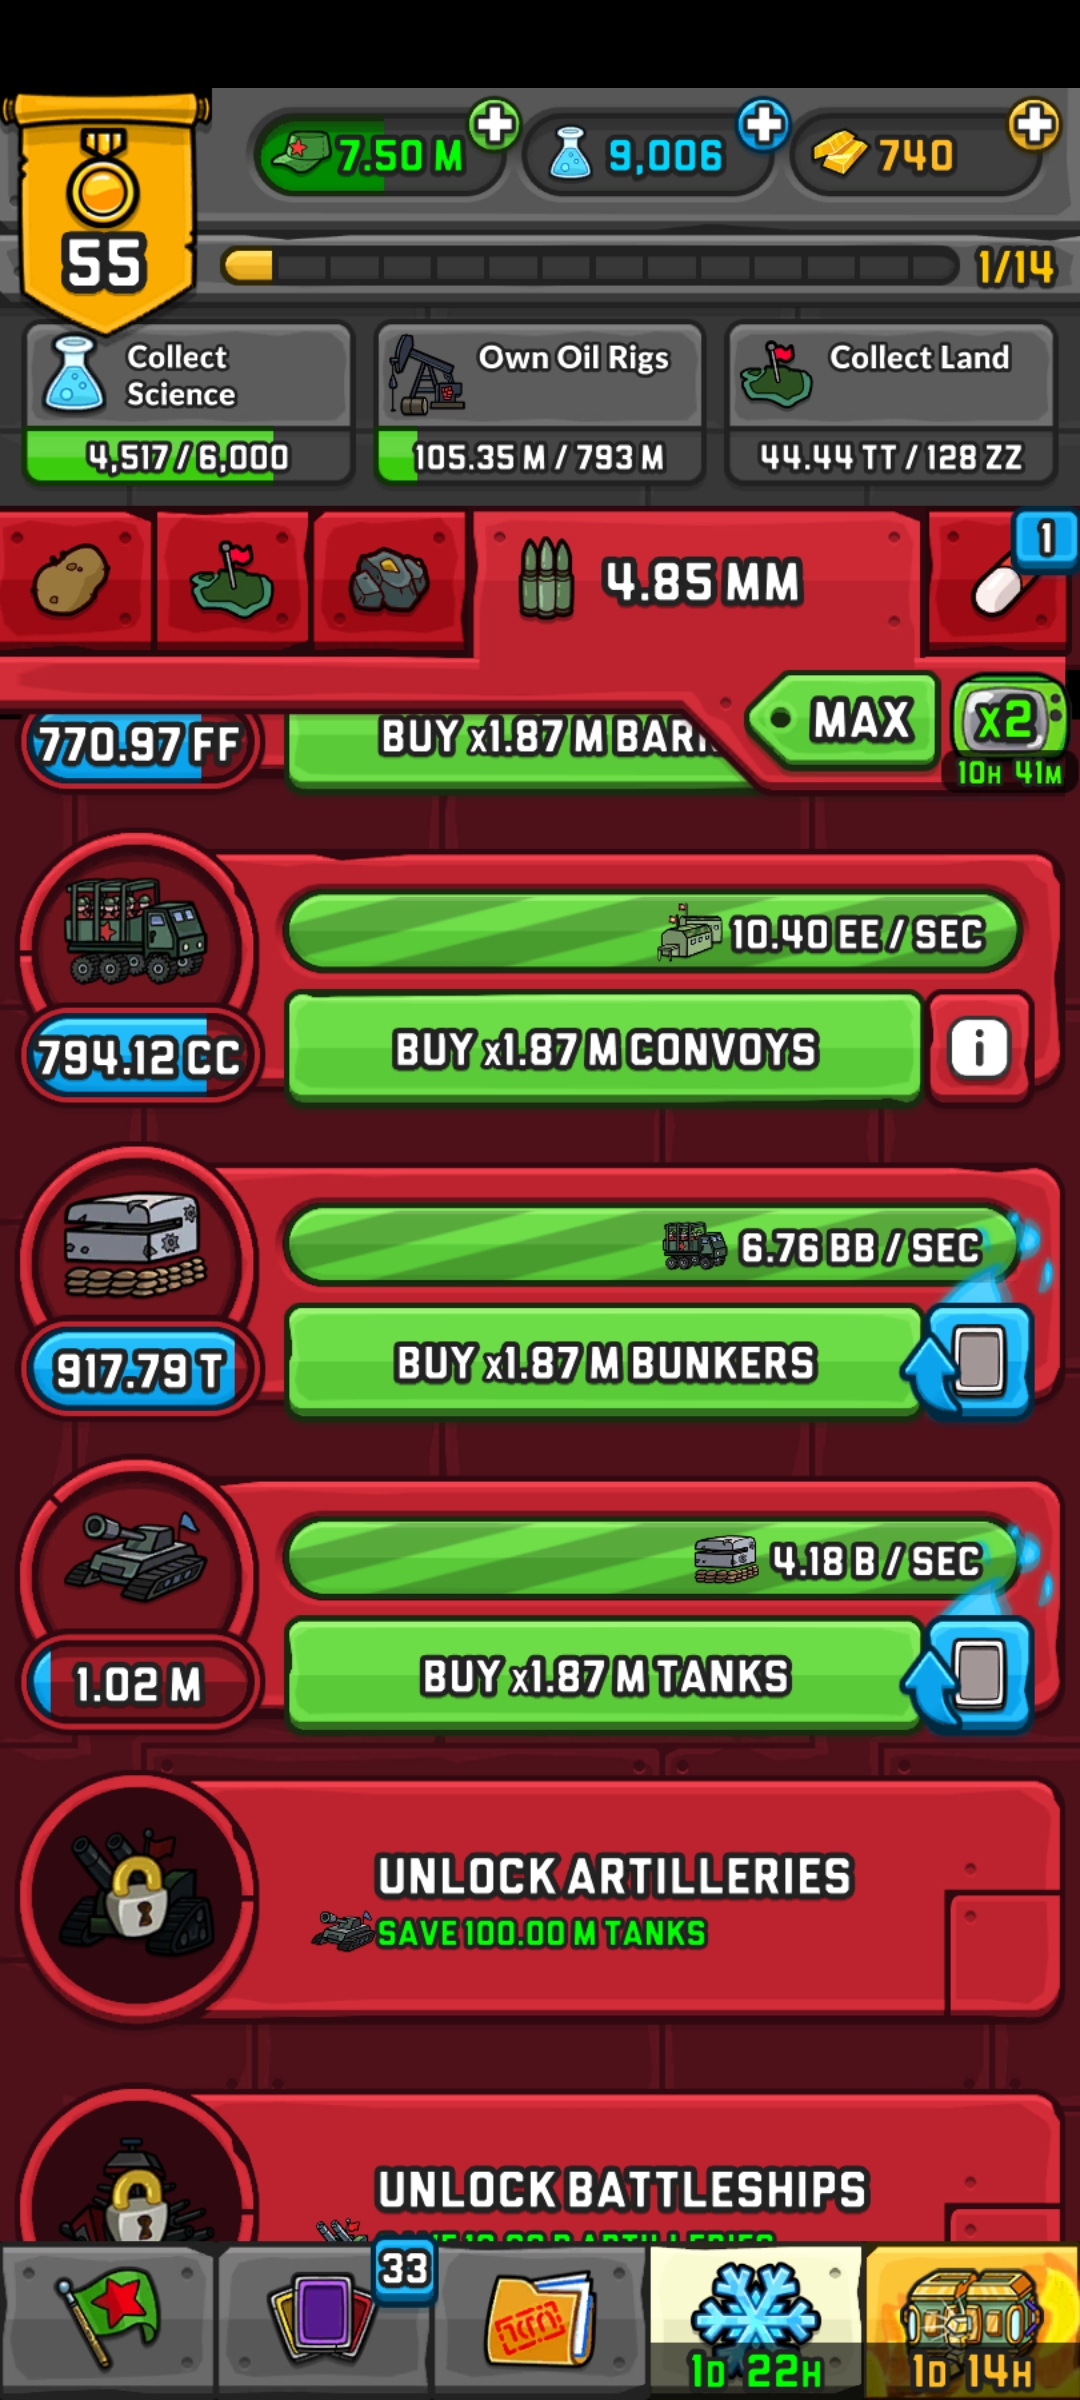 55
7.50 M
9,006
740
1/14
Collect Science
4,517 / 6,000
Own Oil Rigs
105.35 M / 793 M
Collect Land
44.44 TT / 128 ZZ
4.85 MM
1
MAX
x2
10H 41M
770.97 FF
BUY x1.87 M
10.40 EE / SEC
794.12 CC
BUY x1.87 M CONVOYS
i
6.76 BB / SEC
917.79 T
BUY x1.87 M BUNKERS
4.18 B / SEC
1.02 M
BUY x1.87 M TANKS
UNLOCK ARTILLERIES
SAVE 100.00 M TANKS
UNLOCK BATTLESHIPS
33
1D 22H
1D 14H